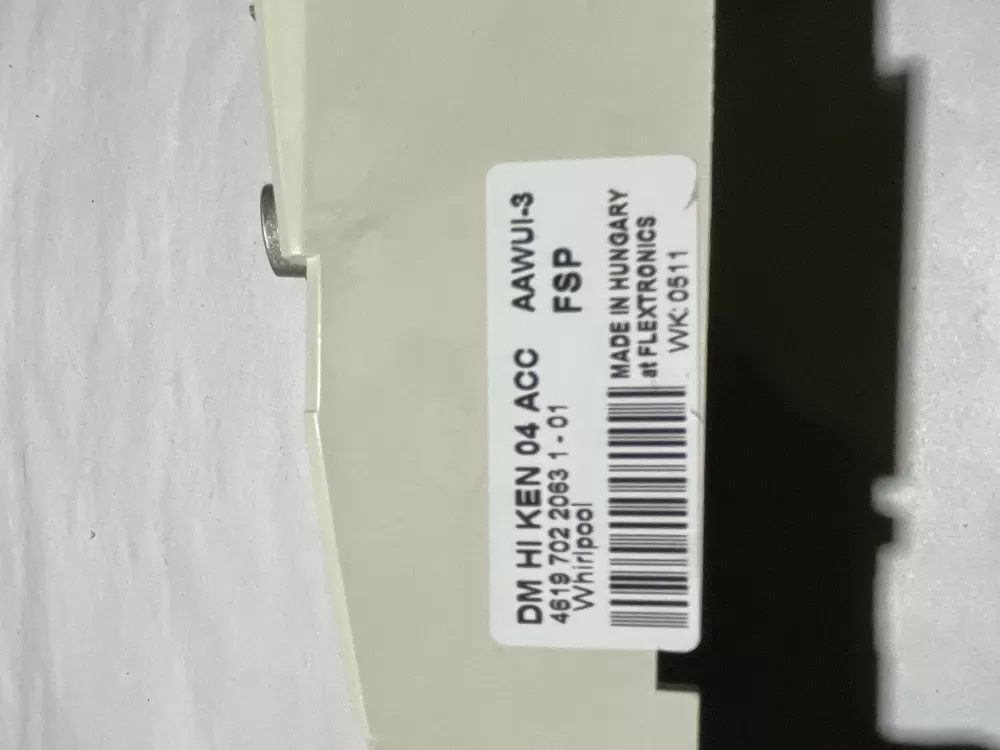 DM HI KEN 04 ACC AAWUI-3
4619 702 2063 1 - 01 FSP
Whirlpool
MADE IN HUNGARY
at FLEXTRONICS
WK: 0511